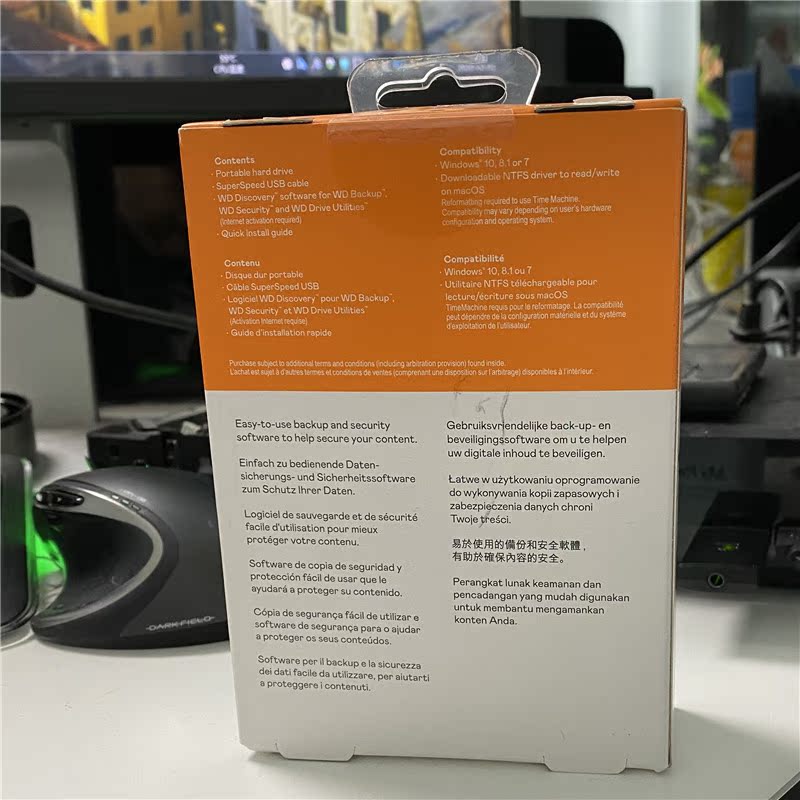 Contents
· Portable hard drive
· SuperSpeed USB cable
· WD Discovery™ software for WD Backup™,
WD Security™ and WD Drive Utilities™
(Internet activation required)
· Quick install guide
Contenu
· Disque dur portable
· Câble SuperSpeed USB
· Logiciel WD Discovery™ pour WD Backup™,
WD Security™ et WD Drive Utilities™
(Activation Internet requise)
· Guide d'installation rapide
Compatibility
· Windows® 10, 8.1 or 7
· Downloadable NTFS driver to read/write
on macOS
Reformatting required to use Time Machine.
Compatibility may vary depending on user's hardware
configuration and operating system.
Compatibilité
· Windows® 10, 8.1 ou 7
· Utilitaire NTFS téléchargeable pour
lecture/écriture sous macOS
TimeMachine requis pour le reformatage. La compatibilité
peut dépendre de la configuration matérielle et du système
d'exploitation de l'utilisateur.
Purchase subject to additional terms and conditions (including arbitration provision) found inside.
L'achat est sujet à d'autres termes et conditions de ventes (comprenant une disposition sur l'arbitrage) disponibles à l'intérieur.
Easy-to-use backup and security
software to help secure your content.
Einfach zu bedienende Daten-
sicherungs- und Sicherheitssoftware
zum Schutz Ihrer Daten.
Logiciel de sauvegarde et de sécurité
facile d'utilisation pour mieux
protéger votre contenu.
Software de copia de seguridad y
protección fácil de usar que le
ayudará a proteger su contenido.
Cópia de segurança fácil de utilizar e
software de segurança para o ajudar
a proteger os seus conteúdos.
Software per il backup e la sicurezza
dei dati facile da utilizzare, per aiutarti
a proteggere i contenuti.
Gebruiksvriendelijke back-up- en
beveiligingssoftware om u te helpen
uw digitale inhoud te beveiligen.
Łatwe w użytkowaniu oprogramowanie
do wykonywania kopii zapasowych i
zabezpieczenia danych chroni
Twoje treści.
易於使用的備份和安全軟體，
有助於確保內容的安全。
Perangkat lunak keamanan dan
pencadangan yang mudah digunakan
untuk membantu mengamankan
konten Anda.
DARKFIELD